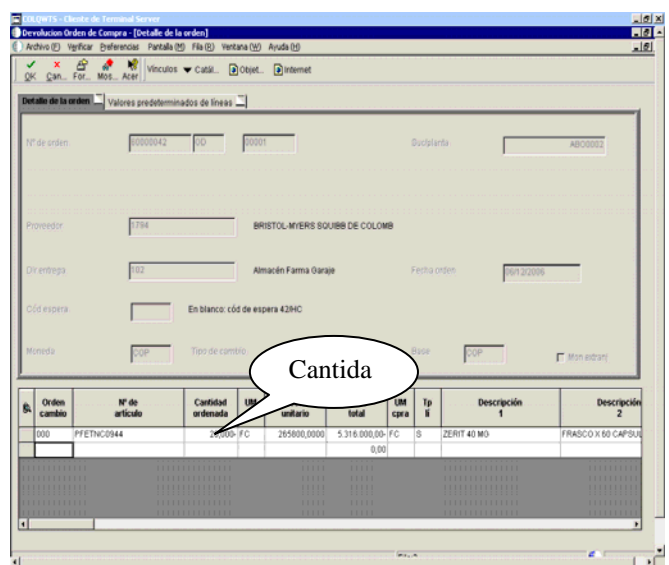 COLQWTS - Cliente de Terminal Server
Devolucion Orden de Compra - [Detalle de la orden]
Archivo (F) Verificar Preferencias Pantalla (M) Fila (R) Ventana (W) Ayuda (H)
OK Can... For... Mos... Acer Vínculos Catál... Objet... Internet
Detalle de la orden Valores predeterminados de líneas
Nº de orden 80000042 OD 00001 Suc/planta ABO0002
Proveedor 1784 BRISTOL-MYERS SQUIBB DE COLOMB
Dir entrega 102 Almacén Farma Garaje Fecha orden 06/12/2006
Cód espera En blanco: cód de espera 42/HC
Moneda COP Tipo de cambio Base COP Mon extranj
Cantida
Orden cambio Nº de artículo Cantidad ordenada UM unitario total UM cpra Tp lí Descripción 1 Descripción 2
000 PFETNC0944 20,000- FC 265800,0000 5.316.000,00- FC S ZERIT 40 MG FRASCO X 60 CAPSUL
0,00